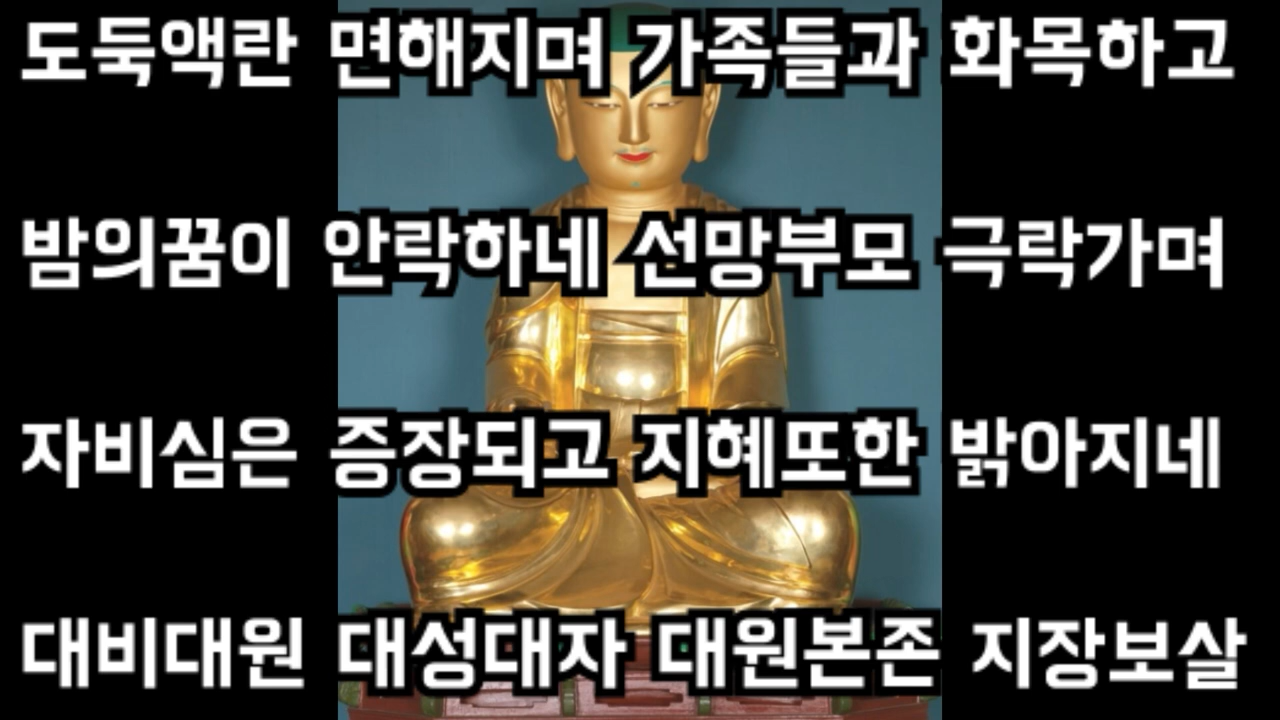 도둑액란 면해지며 가족들과 화목하고
밤의꿈이 안락하네 선망부모 극락가며
자비심은 증장되고 지혜또한 밝아지네
대비대원 대성대자 대원본존 지장보살